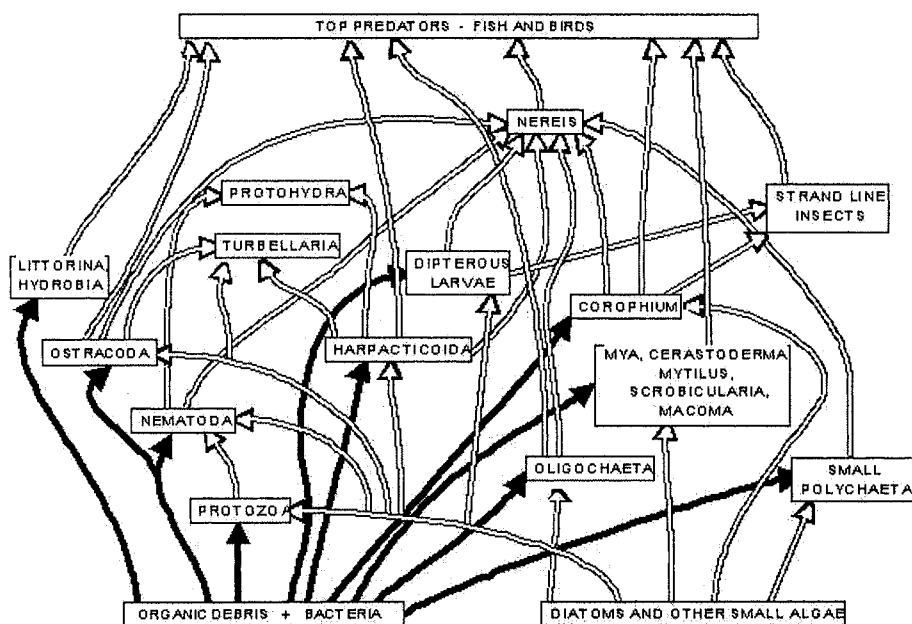 TOP PREDATORS - FISH AND BIRDS
NEREIS
PROTOHYDRA
STRAND LINE
INSECTS
TURBELLARIA
LITTORINA,
HYDROBIA
DIPTEROUS
LARVAE
COROPHIUM
OSTRACODA
HARPACTICOIDA
MYA, CERASTODERMA
MYTILUS,
SCROBICULARIA,
MACOMA
NEMATODA
OLIGOCHAETA
SMALL
POLYCHAETA
PROTOZOA
ORGANIC DEBRIS + BACTERIA
DIATOMS AND OTHER SMALL ALGAE